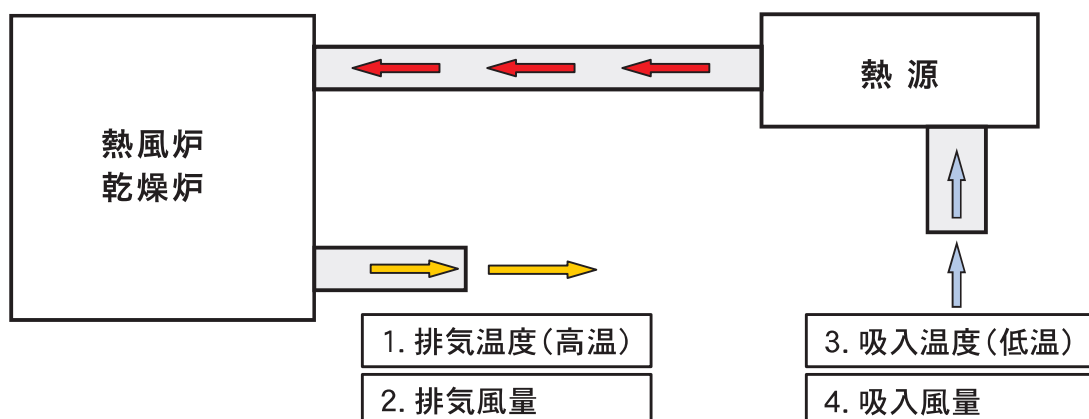 熱源
熱風炉
乾燥炉
1. 排気温度(高温)
2. 排気風量
3. 吸入温度(低温)
4. 吸入風量